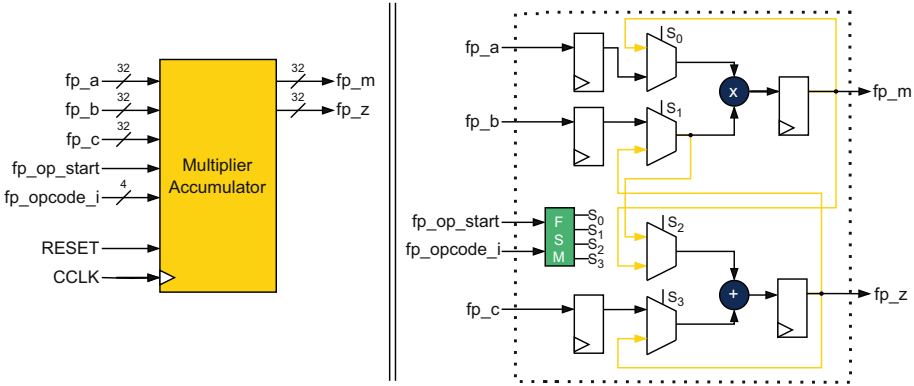 fp_a
32
fp_b
32
fp_c
32
fp_op_start
fp_opcode_i
4
RESET
CCLK
Multiplier
Accumulator
32
fp_m
32
fp_z
fp_a
S0
x
fp_m
fp_b
S1
fp_op_start
fp_opcode_i
F
S
M
S0
S1
S2
S3
S2
+
fp_z
fp_c
S3